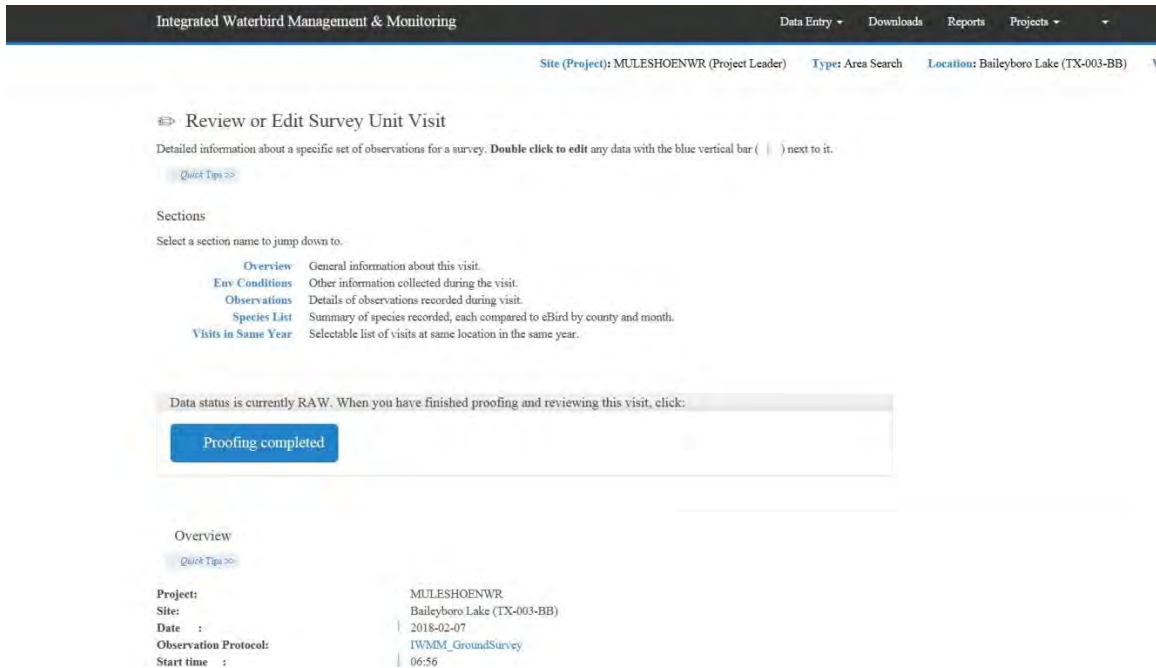 Integrated Waterbird Management & Monitoring Data Entry Downloads Reports Projects
Site (Project): MULESHOENWR (Project Leader) Type: Area Search Location: Baileyboro Lake (TX-003-BB)
Review or Edit Survey Unit Visit
Detailed information about a specific set of observations for a survey. Double click to edit any data with the blue vertical bar ( | ) next to it.
Quick Tips >>
Sections
Select a section name to jump down to.
Overview General information about this visit.
Env Conditions Other information collected during the visit.
Observations Details of observations recorded during visit.
Species List Summary of species recorded, each compared to eBird by county and month.
Visits in Same Year Selectable list of visits at same location in the same year.
Data status is currently RAW. When you have finished proofing and reviewing this visit, click:
Proofing completed
Overview
Quick Tips >>
Project: MULESHOENWR
Site: Baileyboro Lake (TX-003-BB)
Date : 2018-02-07
Observation Protocol: IWMM_GroundSurvey
Start time : 06:56